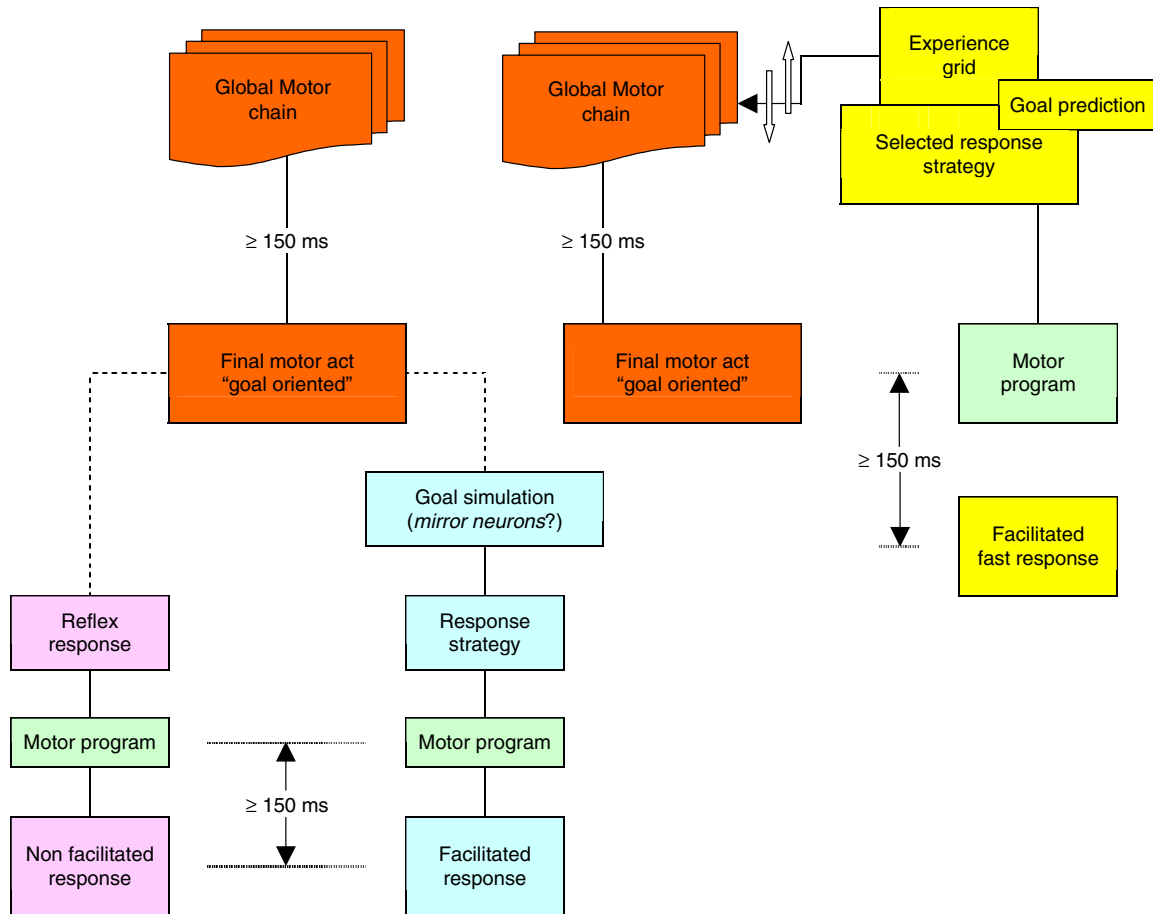 Global Motor
chain
Global Motor
chain
Experience
grid
Goal prediction
Selected response
strategy
≥ 150 ms
≥ 150 ms
Final motor act
“goal oriented”
Final motor act
“goal oriented”
Motor
program
≥ 150 ms
Goal simulation
(mirror neurons?)
Facilitated
fast response
Reflex
response
Response
strategy
Motor program
Motor program
≥ 150 ms
Non facilitated
response
Facilitated
response